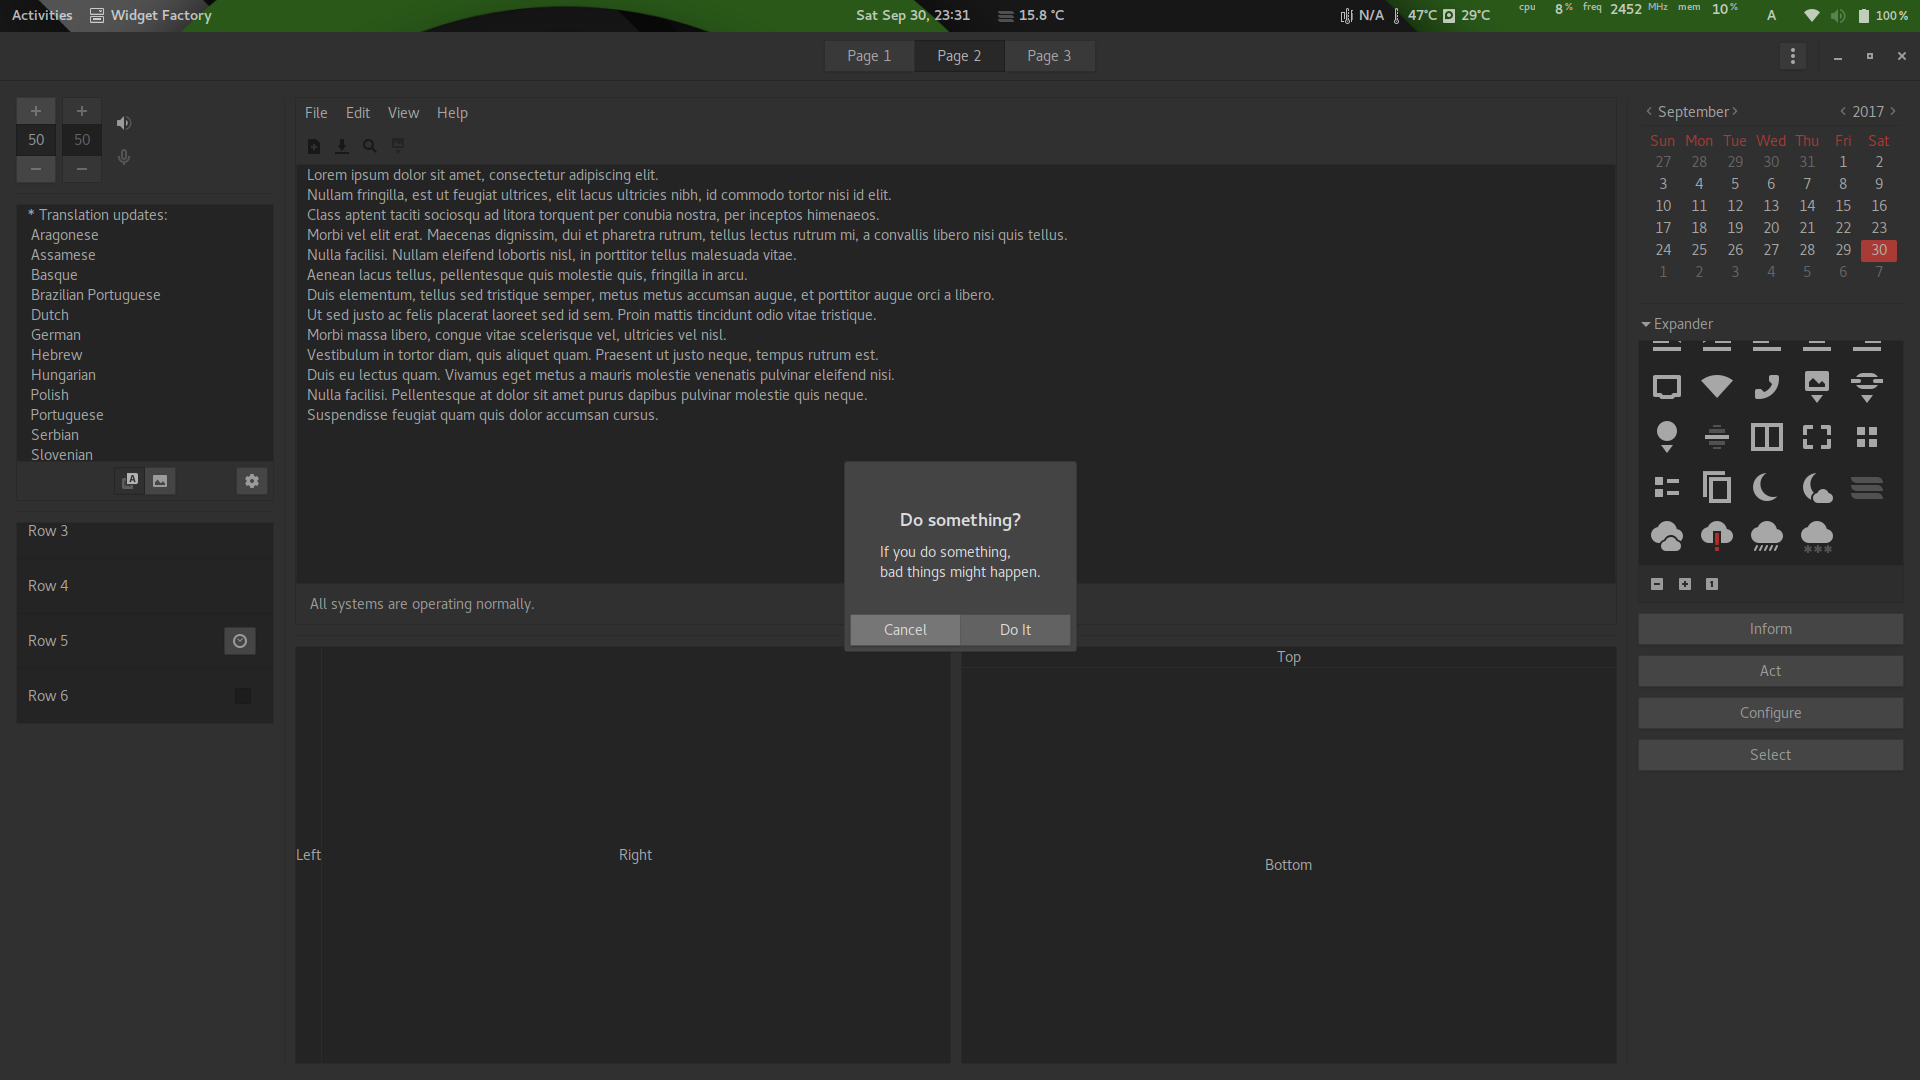 Activities Widget Factory Sat Sep 30, 23:31 15.8 °C N/A 47°C 29°C cpu 8 % freq 2452 MHz mem 10 % A 100 %
Page 1 Page 2 Page 3
+ +
50 50
− −
* Translation updates:
Aragonese
Assamese
Basque
Brazilian Portuguese
Dutch
German
Hebrew
Hungarian
Polish
Portuguese
Serbian
Slovenian
Row 3
Row 4
Row 5
Row 6
File Edit View Help
Lorem ipsum dolor sit amet, consectetur adipiscing elit.
Nullam fringilla, est ut feugiat ultrices, elit lacus ultricies nibh, id commodo tortor nisi id elit.
Class aptent taciti sociosqu ad litora torquent per conubia nostra, per inceptos himenaeos.
Morbi vel elit erat. Maecenas dignissim, dui et pharetra rutrum, tellus lectus rutrum mi, a convallis libero nisi quis tellus.
Nulla facilisi. Nullam eleifend lobortis nisl, in porttitor tellus malesuada vitae.
Aenean lacus tellus, pellentesque quis molestie quis, fringilla in arcu.
Duis elementum, tellus sed tristique semper, metus metus accumsan augue, et porttitor augue orci a libero.
Ut sed justo ac felis placerat laoreet sed id sem. Proin mattis tincidunt odio vitae tristique.
Morbi massa libero, congue vitae scelerisque vel, ultricies vel nisl.
Vestibulum in tortor diam, quis aliquet quam. Praesent ut justo neque, tempus rutrum est.
Duis eu lectus quam. Vivamus eget metus a mauris molestie venenatis pulvinar eleifend nisi.
Nulla facilisi. Pellentesque at dolor sit amet purus dapibus pulvinar molestie quis neque.
Suspendisse feugiat quam quis dolor accumsan cursus.
All systems are operating normally.
Do something?
If you do something,
bad things might happen.
Cancel Do It
Left Right
Top
Bottom
September 2017
Sun Mon Tue Wed Thu Fri Sat
27 28 29 30 31 1 2
3 4 5 6 7 8 9
10 11 12 13 14 15 16
17 18 19 20 21 22 23
24 25 26 27 28 29 30
1 2 3 4 5 6 7
Expander
Inform
Act
Configure
Select